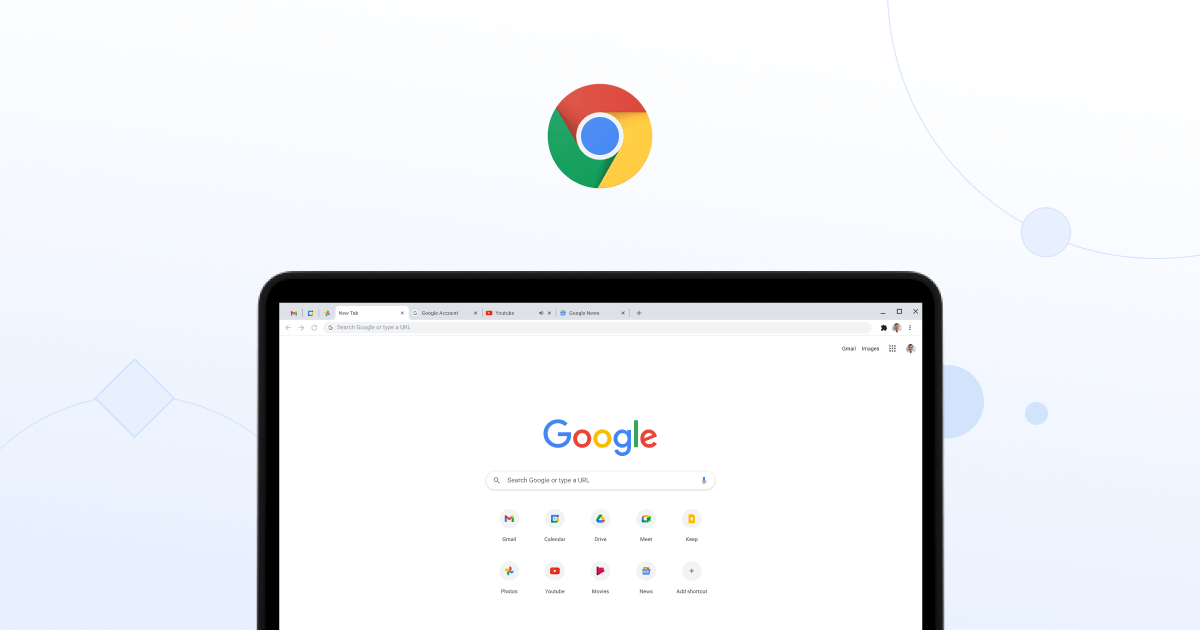 New Tab Google Account Youtube Google News
Search Google or type a URL
Gmail Images
Google
Search Google or type a URL
Gmail Calendar Drive Meet Keep
Photos Youtube Movies News Add shortcut